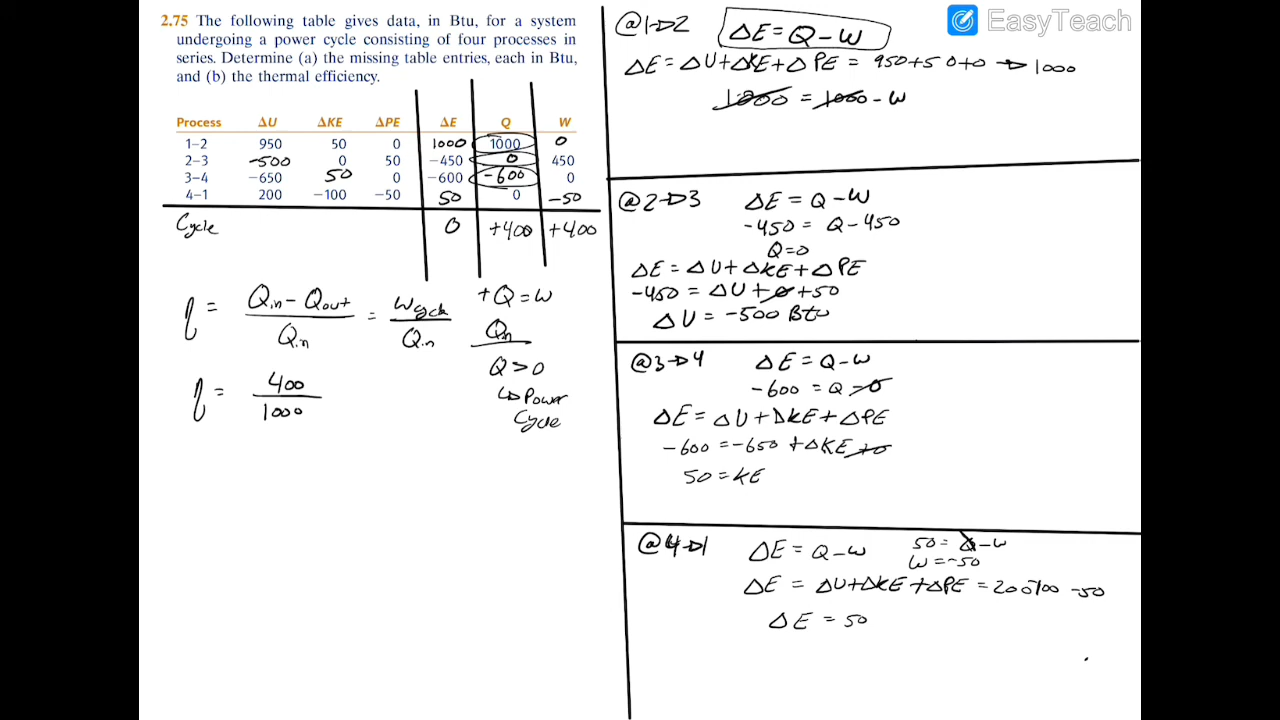 2.75 The following table gives data, in Btu, for a system
undergoing a power cycle consisting of four processes in
series. Determine (a) the missing table entries, each in Btu,
and (b) the thermal efficiency.
Process ΔU ΔKE ΔPE ΔE Q W
1–2 950 50 0 1000 1000 0
2–3 -500 0 50 −450 0 450
3–4 −650 50 0 −600 -600 0
4–1 200 −100 −50 50 0 -50
Cycle 0 +400 +400
η = Qin - Qout / Qin = Wcycle / Qin
+Q = W
Qin
Q > 0
↳ Power
Cycle
η = 400 / 1000
EasyTeach
@1→2 ΔE = Q - W
ΔE = ΔU + ΔKE + ΔPE = 950 + 50 + 0 → 1000
1000 = 1000 - W
@2→3 ΔE = Q - W
-450 = Q - 450
Q = 0
ΔE = ΔU + ΔKE + ΔPE
-450 = ΔU + 0 + 50
ΔU = -500 Btu
@3→4 ΔE = Q - W
-600 = Q - 0
ΔE = ΔU + ΔKE + ΔPE
-600 = -650 + ΔKE + 0
50 = KE
@4→1 ΔE = Q - W 50 = Q - W
W = -50
ΔE = ΔU + ΔKE + ΔPE = 200-100 -50
ΔE = 50